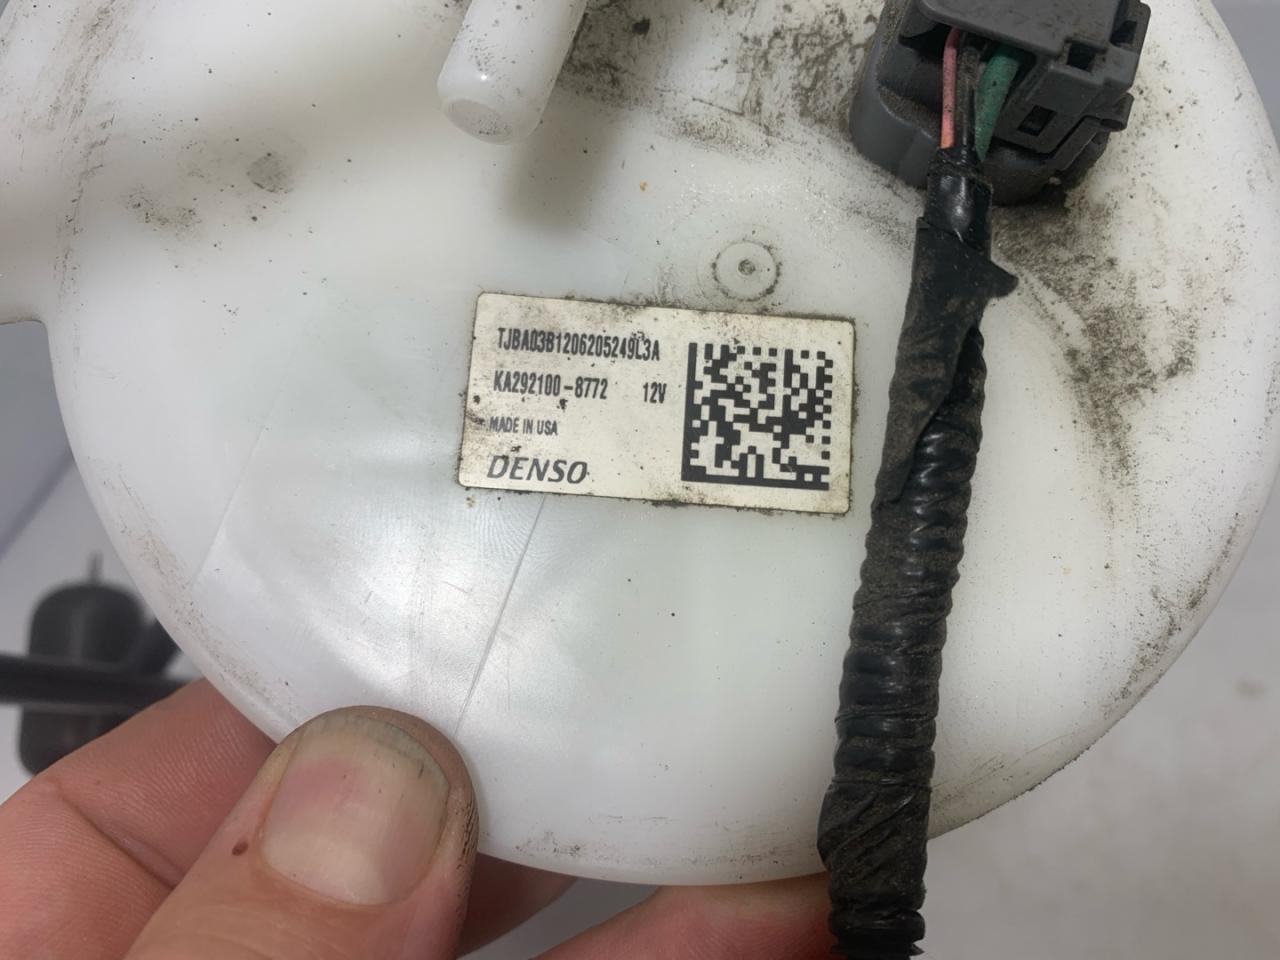 TJBA03B1206205249L3A
KA292100-8772 12V
MADE IN USA
DENSO